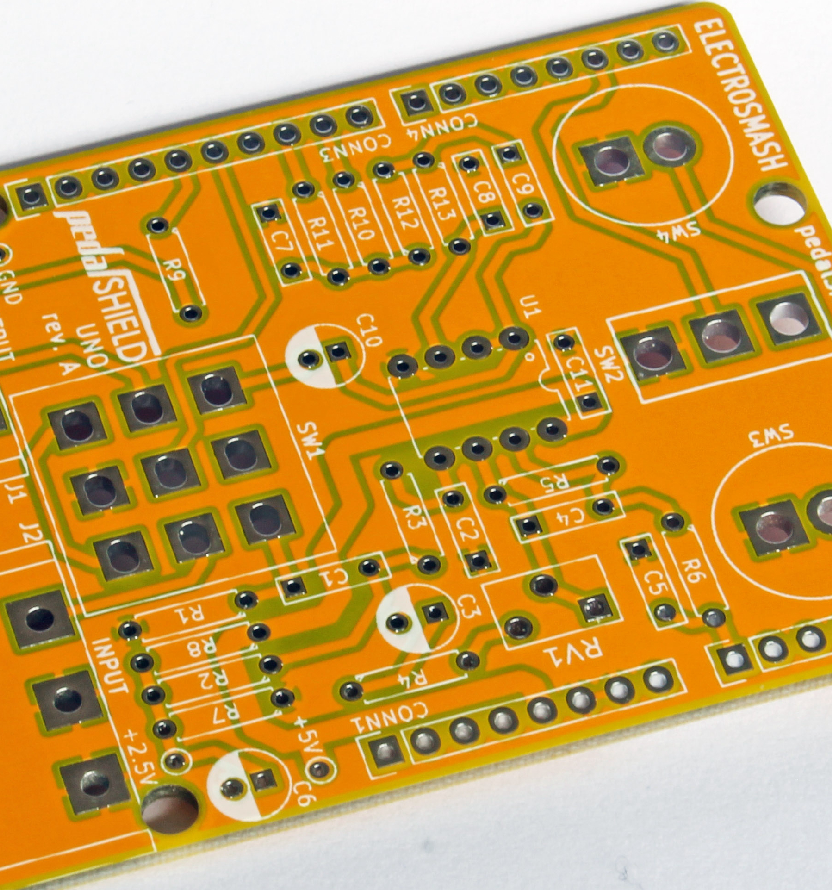 ELECTROSMASH
CONN4
CONN3
C9
C8
R13
R12
R10
R11
C7
SW4
pedalSHIELD
UNO
rev. A
R9
GND
U1
C10
C11
SW2
SW1
SW3
J1
J2
R5
C4
R3
C2
C5
R6
C1
C3
R1
R8
R2
R7
R4
RV1
INPUT
CONN1
+5V
+2.5V
C6